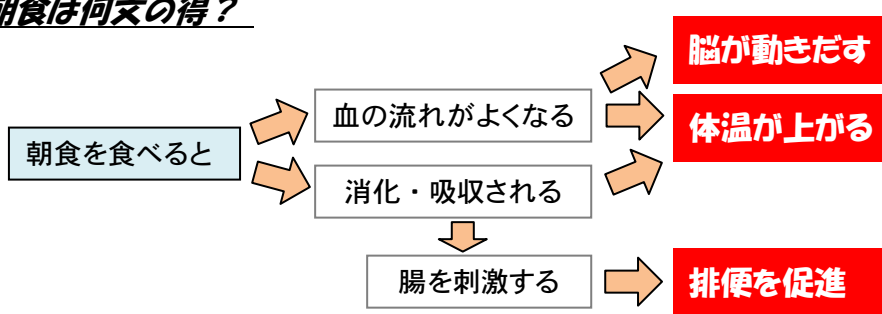 朝食は何文の得？
脳が動きだす
血の流れがよくなる
体温が上がる
朝食を食べると
消化・吸収される
腸を刺激する
排便を促進